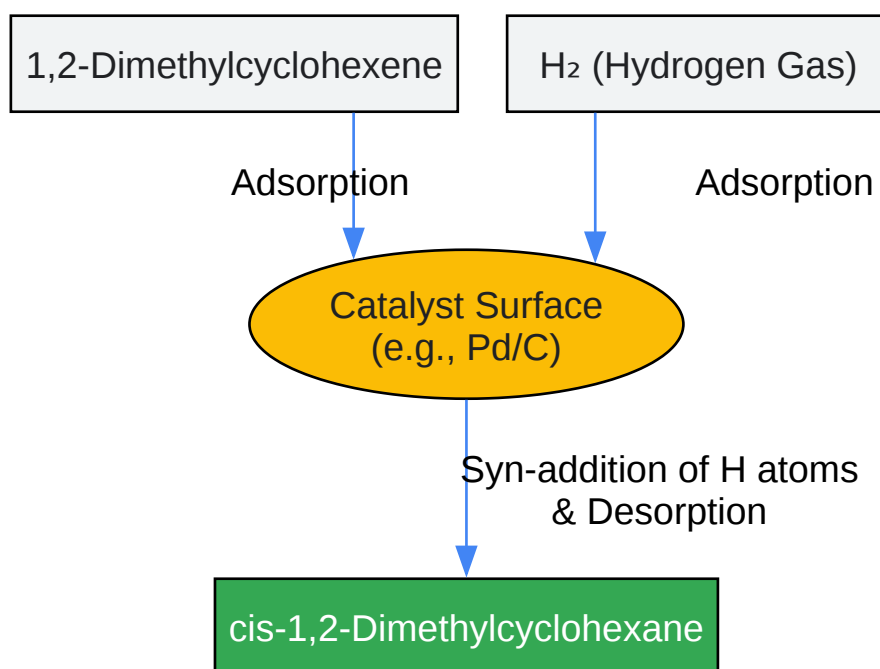 1,2-Dimethylcyclohexene
H₂ (Hydrogen Gas)
Adsorption
Adsorption
Catalyst Surface
(e.g., Pd/C)
Syn-addition of H atoms
& Desorption
cis-1,2-Dimethylcyclohexane